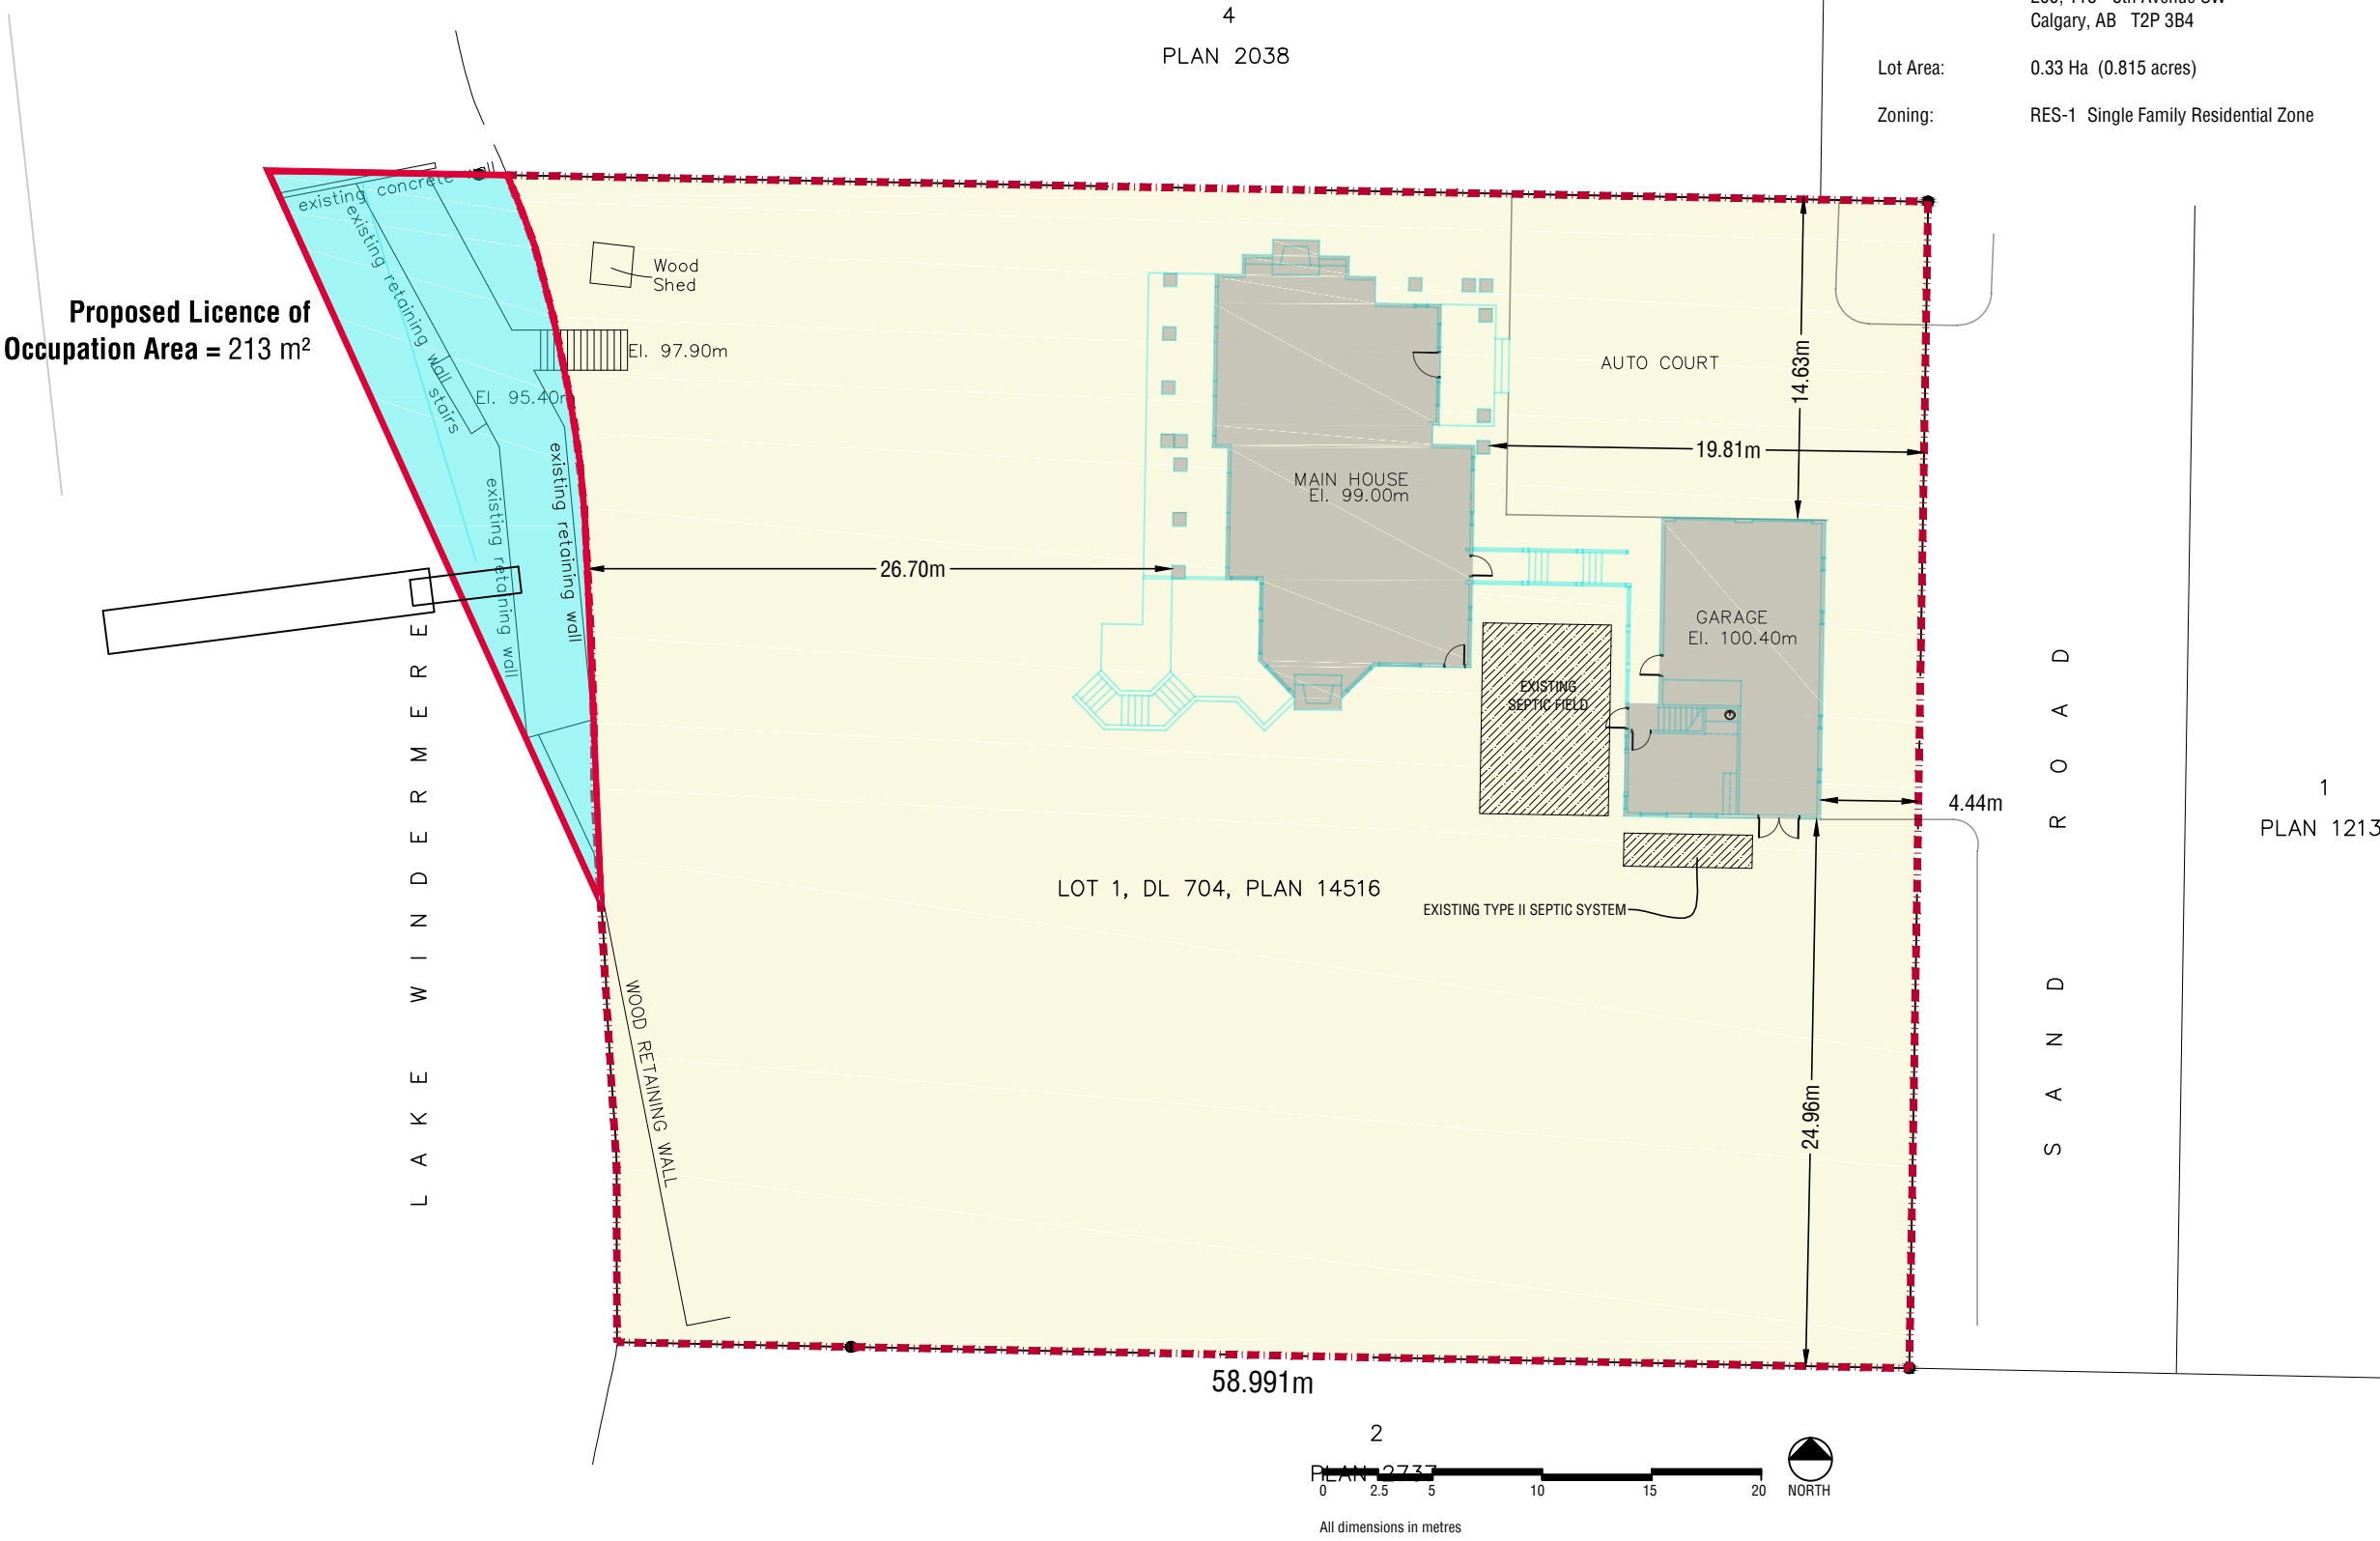 4
PLAN 2038
Calgary, AB T2P 3B4
Lot Area: 0.33 Ha (0.815 acres)
Zoning: RES-1 Single Family Residential Zone
existing concrete
existing retaining wall
stairs
Wood
Shed
Proposed Licence of
Occupation Area = 213 m²
El. 97.90m
El. 95.40m
existing retaining wall
existing retaining wall
AUTO COURT
14.63m
19.81m
MAIN HOUSE
El. 99.00m
26.70m
GARAGE
El. 100.40m
EXISTING
SEPTIC FIELD
4.44m
1
PLAN 1213
LAKE WINDERMERE
SAND ROAD
LOT 1, DL 704, PLAN 14516
EXISTING TYPE II SEPTIC SYSTEM
WOOD RETAINING WALL
24.96m
58.991m
2
PLAN 2737
0 2.5 5 10 15 20
NORTH
All dimensions in metres